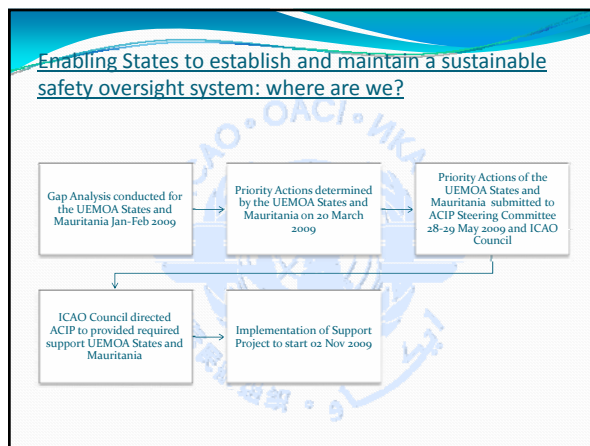 Enabling States to establish and maintain a sustainable
safety oversight system: where are we?
ICAO • OACI • ИКАО
Gap Analysis conducted for
the UEMOA States and
Mauritania Jan-Feb 2009
Priority Actions determined
by the UEMOA States and
Mauritania on 20 March
2009
Priority Actions of the
UEMOA States and
Mauritania submitted to
ACIP Steering Committee
28-29 May 2009 and ICAO
Council
ICAO Council directed
ACIP to provided required
support UEMOA States and
Mauritania
Implementation of Support
Project to start 02 Nov 2009